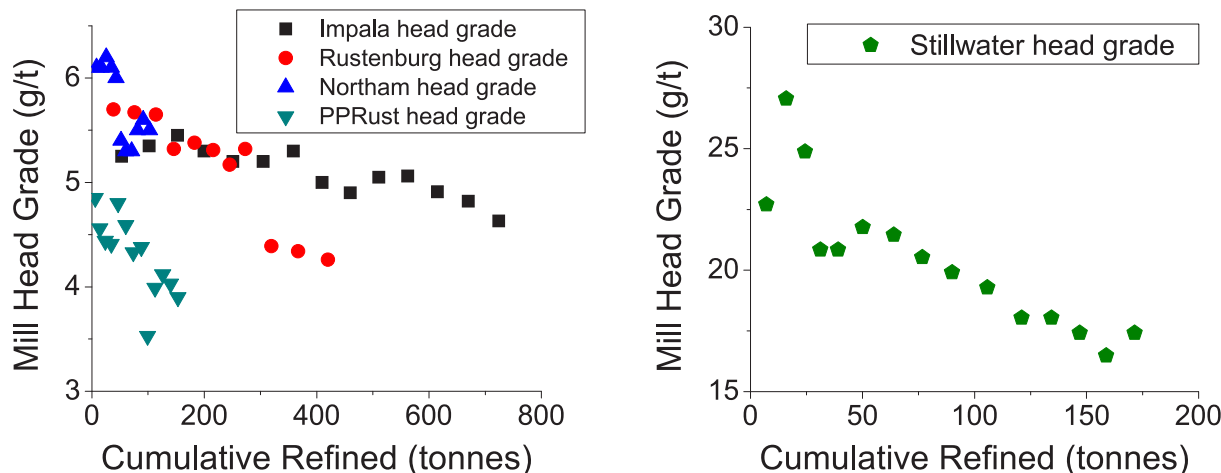 Impala head grade
Rustenburg head grade
Northam head grade
PPRust head grade
Mill Head Grade (g/t)
6
5
4
3
0
200
400
600
800
Cumulative Refined (tonnes)
Stillwater head grade
Mill Head Grade (g/t)
30
25
20
15
0
50
100
150
200
Cumulative Refined (tonnes)